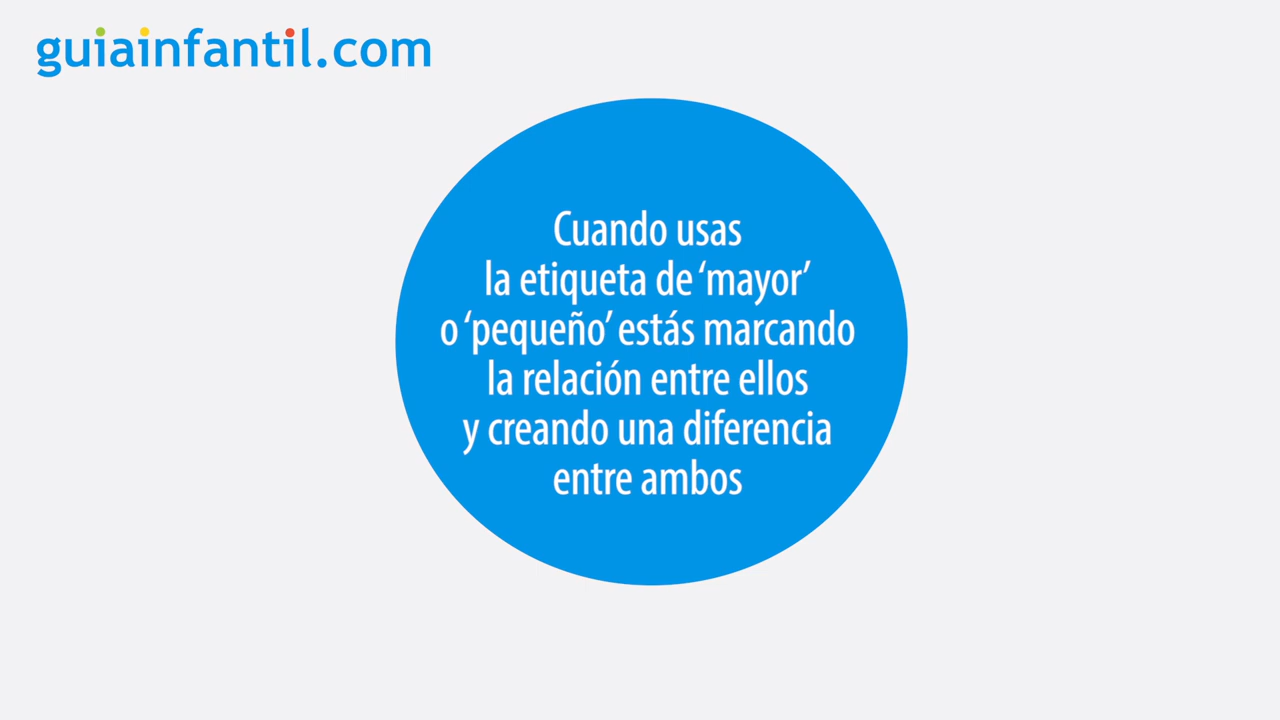 guiainfantil.com
Cuando usas
la etiqueta de ‘mayor’
o ‘pequeño’ estás marcando
la relación entre ellos
y creando una diferencia
entre ambos